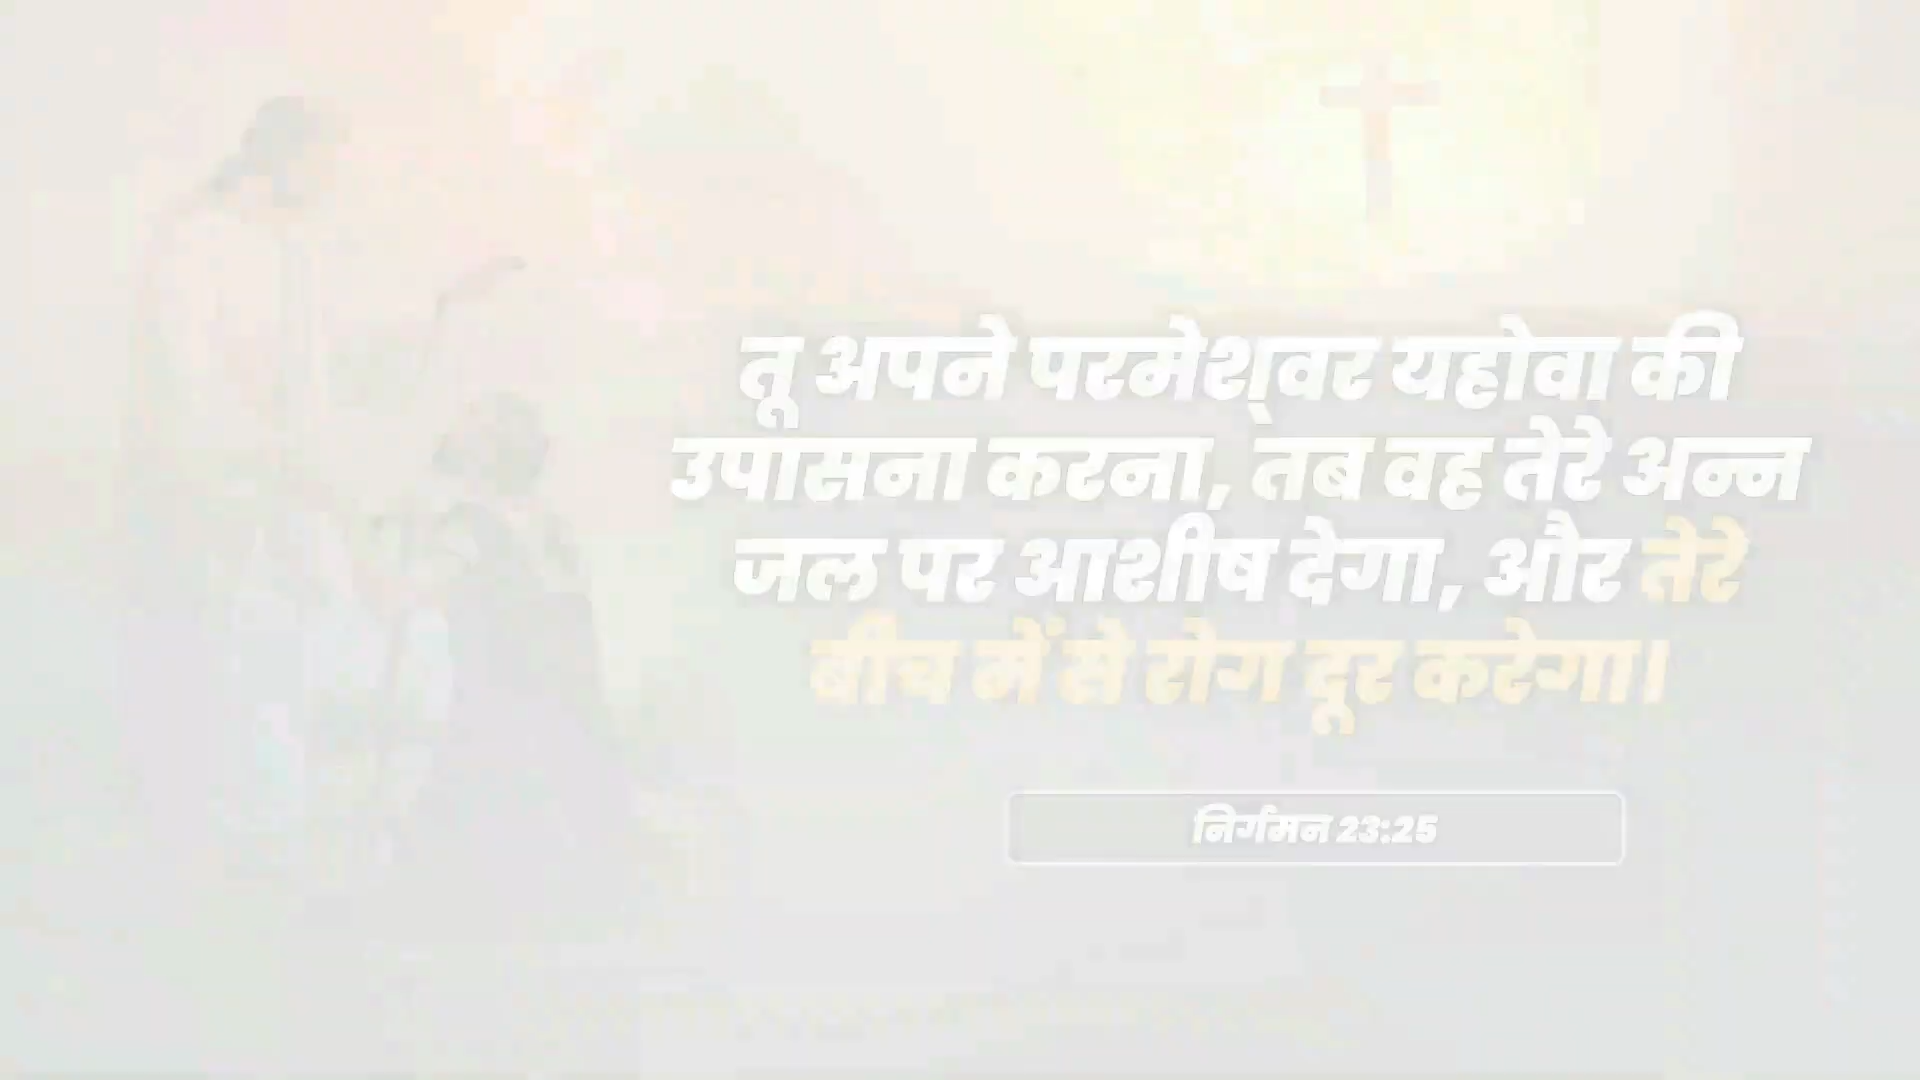 तू अपने परमेश्वर यहोवा की
उपासना करना, तब वह तेरे अन्न
जल पर आशीष देगा, और तेरे
बीच में से रोग दूर करेगा।
निर्गमन 23:25